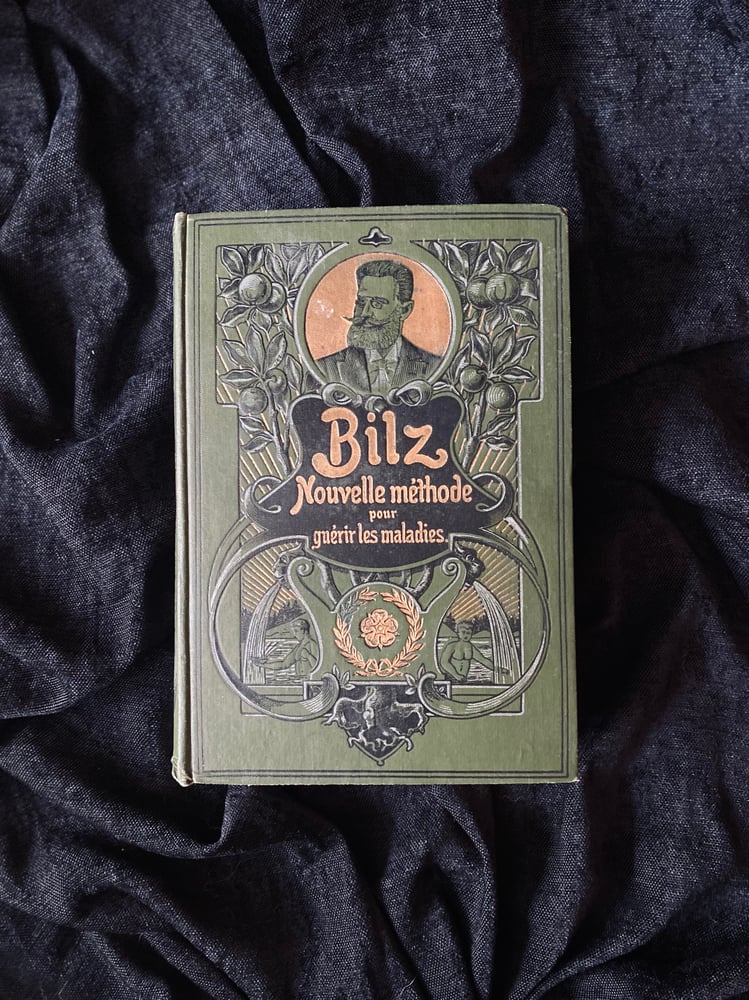 Bilz
Nouvelle méthode
pour
guérir les maladies.